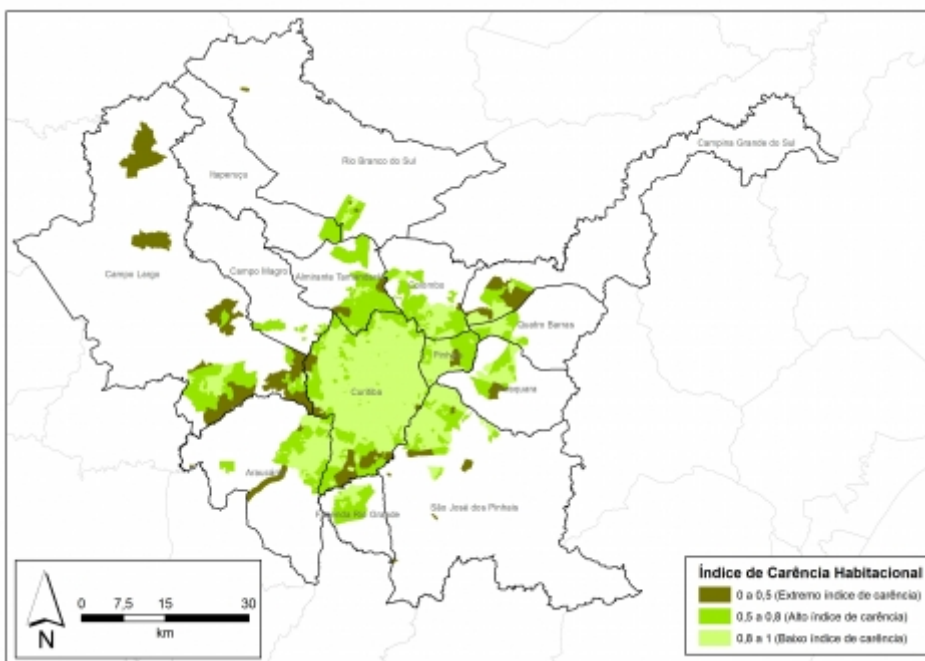 Campina Grande do Sul
Rio Branco do Sul
Itaperuçu
Campo Largo
Campo Magro
Almirante Tamandaré
Colombo
Quatro Barras
Pinhais
Curitiba
Araucária
São José dos Pinhais
Fazenda Rio Grande
N
0 7,5 15 30
km
Índice de Carência Habitacional
0 a 0,5 (Extremo índice de carência)
0,5 a 0,8 (Alto índice de carência)
0,8 a 1 (Baixo índice de carência)